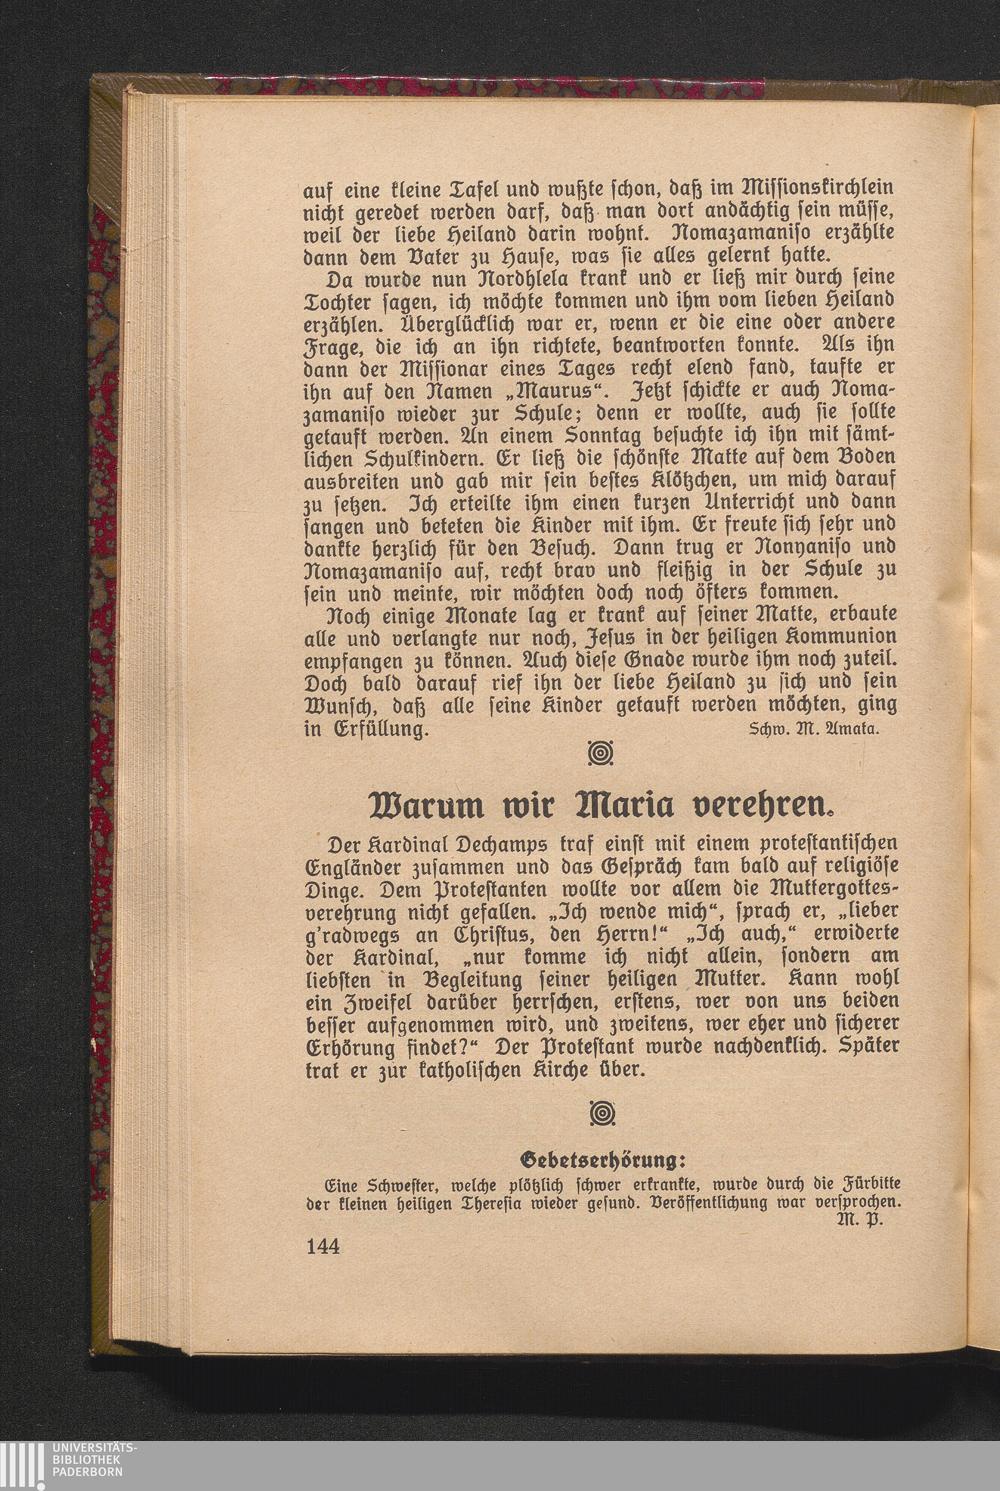 auf eine kleine Tafel und wußte schon, daß im Missionskirchlein
nicht geredet werden darf, daß man dort andächtig sein müsse,
weil der liebe Heiland darin wohnt. Nomazamaniso erzählte
dann dem Vater zu Hause, was sie alles gelernt hatte.
Da wurde nun Nordhlela krank und er ließ mir durch seine
Tochter sagen, ich möchte kommen und ihm vom lieben Heiland
erzählen. Überglücklich war er, wenn er die eine oder andere
Frage, die ich an ihn richtete, beantworten konnte. Als ihn
dann der Missionar eines Tages recht elend fand, taufte er
ihn auf den Namen „Maurus“. Jetzt schickte er auch Noma-
zamaniso wieder zur Schule; denn er wollte, auch sie sollte
getauft werden. An einem Sonntag besuchte ich ihn mit sämt-
lichen Schulkindern. Er ließ die schönste Matte auf dem Boden
ausbreiten und gab mir sein bestes Klötzchen, um mich darauf
zu setzen. Ich erteilte ihm einen kurzen Unterricht und dann
sangen und beteten die Kinder mit ihm. Er freute sich sehr und
dankte herzlich für den Besuch. Dann trug er Nonyaniso und
Nomazamaniso auf, recht brav und fleißig in der Schule zu
sein und meinte, wir möchten doch noch öfters kommen.
Noch einige Monate lag er krank auf seiner Matte, erbaute
alle und verlangte nur noch, Jesus in der heiligen Kommunion
empfangen zu können. Auch diese Gnade wurde ihm noch zuteil.
Doch bald darauf rief ihn der liebe Heiland zu sich und sein
Wunsch, daß alle seine Kinder getauft werden möchten, ging
in Erfüllung. Schw. M. Amata.
Warum wir Maria verehren.
Der Kardinal Dechamps traf einst mit einem protestantischen
Engländer zusammen und das Gespräch kam bald auf religiöse
Dinge. Dem Protestanten wollte vor allem die Muttergottes-
verehrung nicht gefallen. „Ich wende mich“, sprach er, „lieber
g'radwegs an Christus, den Herrn!“ „Ich auch,“ erwiderte
der Kardinal, „nur komme ich nicht allein, sondern am
liebsten in Begleitung seiner heiligen Mutter. Kann wohl
ein Zweifel darüber herrschen, erstens, wer von uns beiden
besser aufgenommen wird, und zweitens, wer eher und sicherer
Erhörung findet?“ Der Protestant wurde nachdenklich. Später
trat er zur katholischen Kirche über.
Gebetserhörung:
Eine Schwester, welche plötzlich schwer erkrankte, wurde durch die Fürbitte
der kleinen heiligen Theresia wieder gesund. Veröffentlichung war versprochen.
M. P.
144
UNIVERSITÄTS-
BIBLIOTHEK
PADERBORN